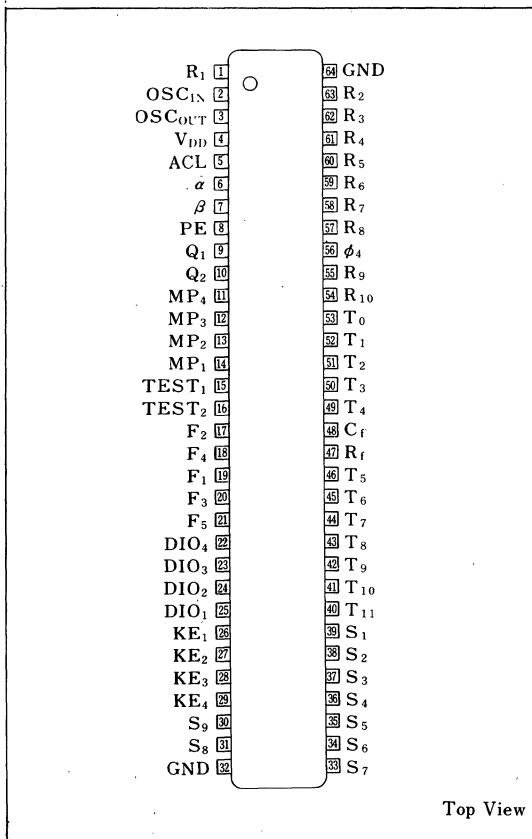 R₁ 1 64 GND
OSC_IN 2 63 R₂
OSC_OUT 3 62 R₃
V_DD 4 61 R₄
ACL 5 60 R₅
α 6 59 R₆
β 7 58 R₇
PE 8 57 R₈
Q₁ 9 56 ϕ₄
Q₂ 10 55 R₉
MP₄ 11 54 R₁₀
MP₃ 12 53 T₀
MP₂ 13 52 T₁
MP₁ 14 51 T₂
TEST₁ 15 50 T₃
TEST₂ 16 49 T₄
F₂ 17 48 C_f
F₄ 18 47 R_f
F₁ 19 46 T₅
F₃ 20 45 T₆
F₅ 21 44 T₇
DIO₄ 22 43 T₈
DIO₃ 23 42 T₉
DIO₂ 24 41 T₁₀
DIO₁ 25 40 T₁₁
KE₁ 26 39 S₁
KE₂ 27 38 S₂
KE₃ 28 37 S₃
KE₄ 29 36 S₄
S₉ 30 35 S₅
S₈ 31 34 S₆
GND 32 33 S₇
Top View